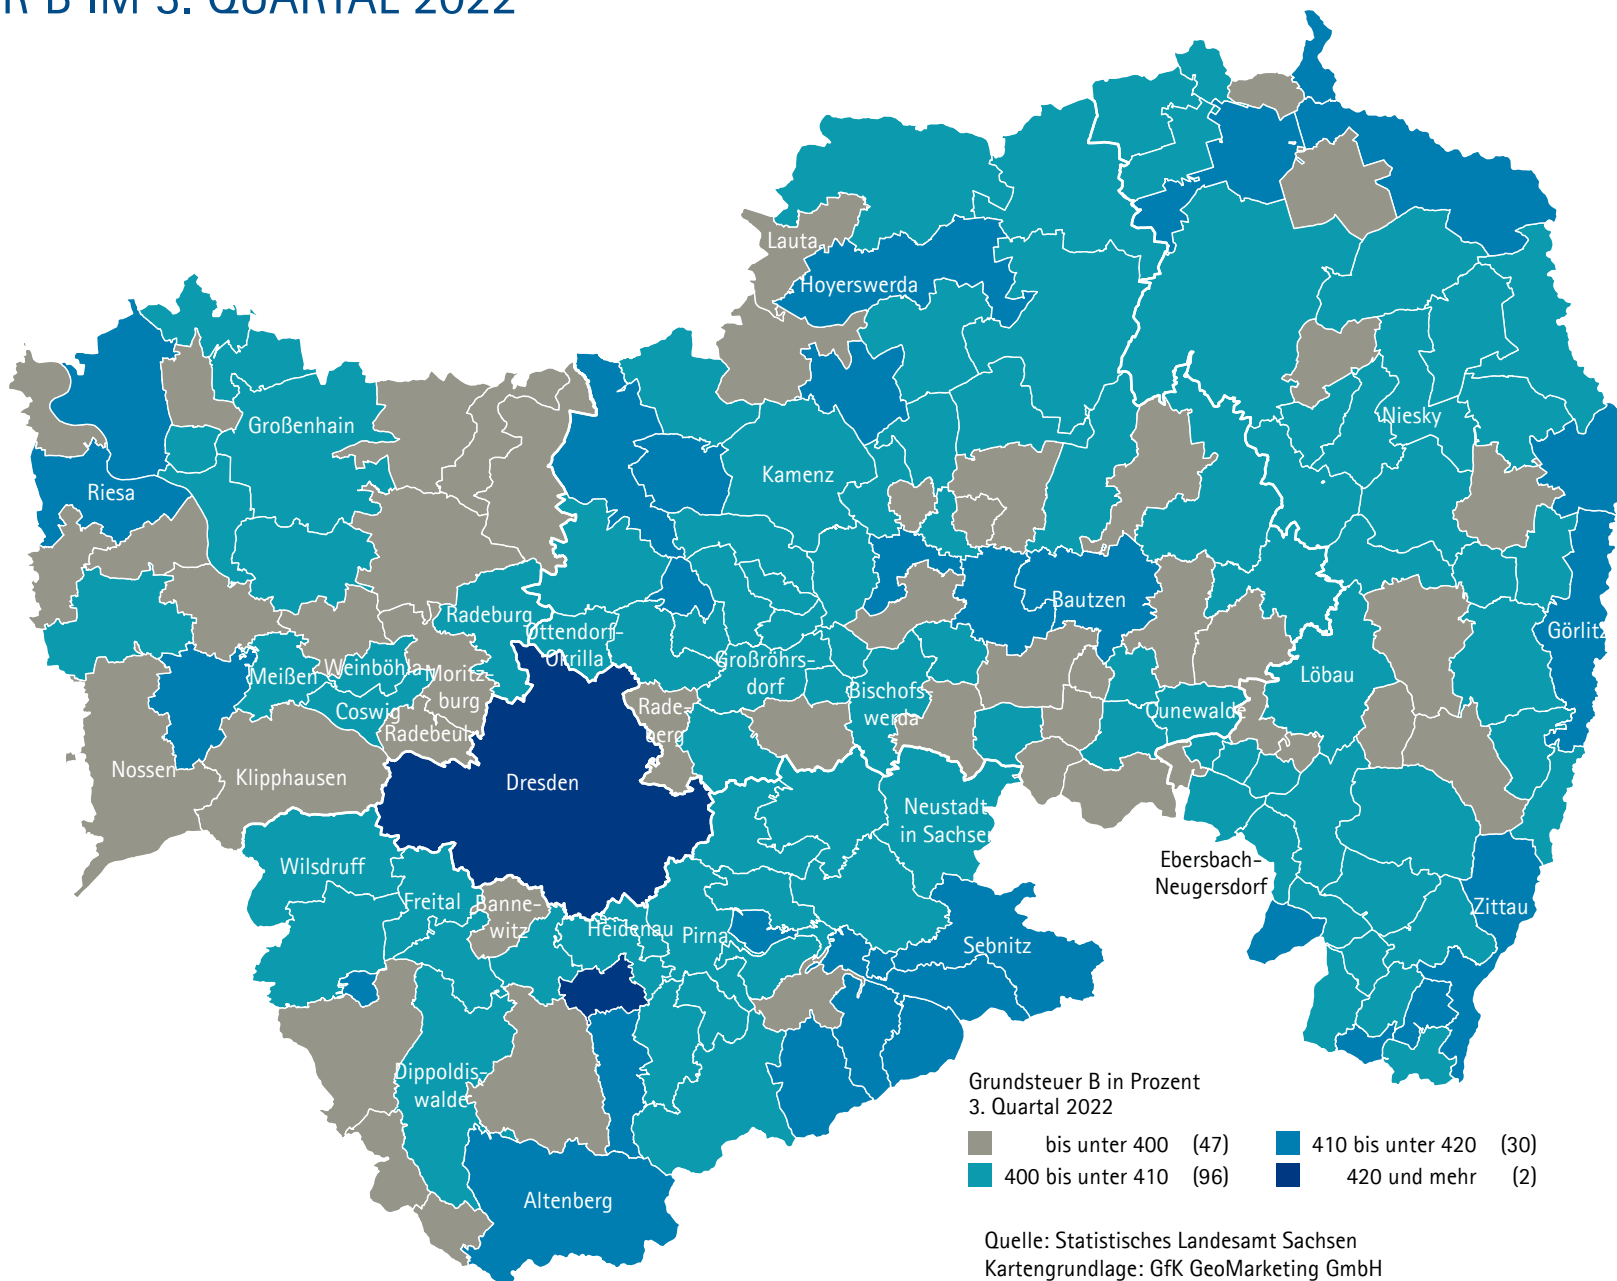 R B IM 3. QUARTAL 2022
Lauta
Hoyerswerda
Großenhain
Niesky
Kamenz
Riesa
Bautzen
Radeburg
Ottendorf-
Okrilla
Görlitz
Großröhrs-
dorf
Meißen
Weinböhla
Moritz-
burg
Löbau
Bischofs
werda
Coswig
Rade-
berg
Cunewalde
Radebeul
Nossen
Klipphausen
Dresden
Neustadt
in Sachsen
Ebersbach-
Neugersdorf
Wilsdruff
Freital
Banne-
witz
Zittau
Heidenau
Pirna
Sebnitz
Dippoldis-
walde
Altenberg
Grundsteuer B in Prozent
3. Quartal 2022
bis unter 400 (47)
400 bis unter 410 (96)
410 bis unter 420 (30)
420 und mehr (2)
Quelle: Statistisches Landesamt Sachsen
Kartengrundlage: GfK GeoMarketing GmbH